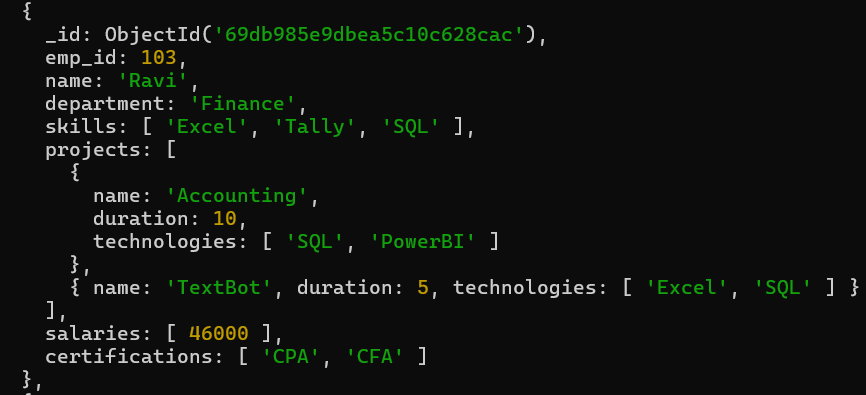 {
_id: ObjectId('69db985e9dbea5c10c628cac'),
emp_id: 103,
name: 'Ravi',
department: 'Finance',
skills: [ 'Excel', 'Tally', 'SQL' ],
projects: [
{
name: 'Accounting',
duration: 10,
technologies: [ 'SQL', 'PowerBI' ]
},
{ name: 'TextBot', duration: 5, technologies: [ 'Excel', 'SQL' ] }
],
salaries: [ 46000 ],
certifications: [ 'CPA', 'CFA' ]
},